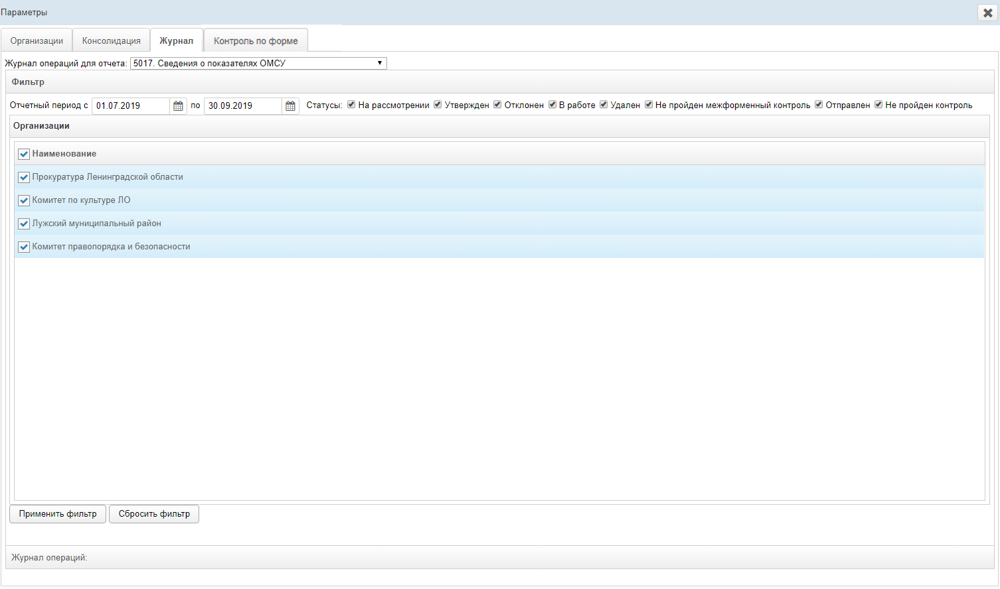 Параметры
Организации Консолидация Журнал Контроль по форме
Журнал операций для отчета: 5017. Сведения о показателях ОМСУ
Фильтр
Отчетный период с 01.07.2019 по 30.09.2019 Статусы: На рассмотрении Утвержден Отклонен В работе Удален Не пройден межформенный контроль Отправлен Не пройден контроль
Организации
Наименование
Прокуратура Ленинградской области
Комитет по культуре ЛО
Лужский муниципальный район
Комитет правопорядка и безопасности
Применить фильтр Сбросить фильтр
Журнал операций: